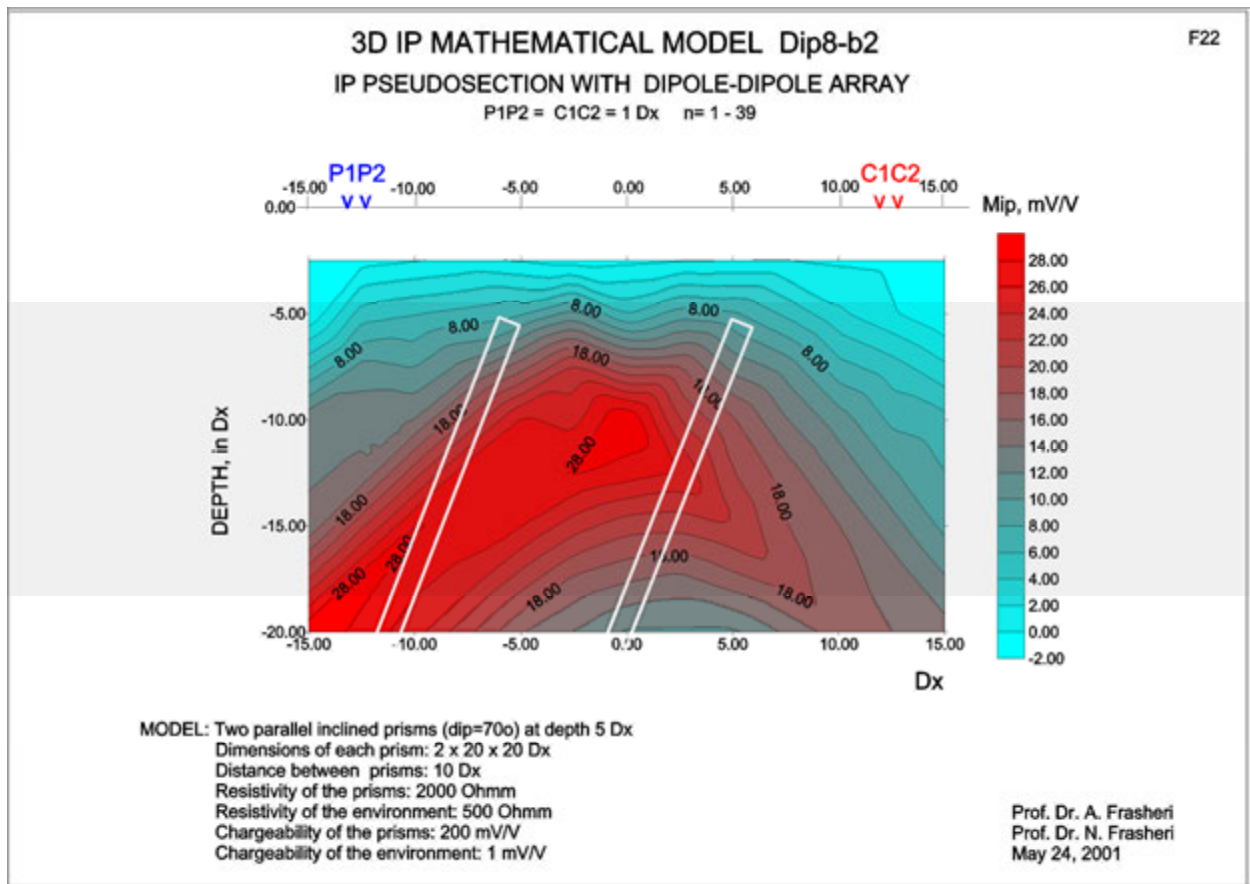 3D IP MATHEMATICAL MODEL Dip8-b2
F22
IP PSEUDOSECTION WITH DIPOLE-DIPOLE ARRAY
P1P2 = C1C2 = 1 Dx n= 1 - 39
P1P2 C1C2
-15.00 -10.00 -5.00 0.00 5.00 10.00 15.00
0.00
Mip, mV/V
28.00
26.00
24.00
22.00
20.00
18.00
16.00
14.00
12.00
10.00
8.00
6.00
4.00
2.00
0.00
-2.00
DEPTH, in Dx
-5.00
-10.00
-15.00
-20.00
8.00 8.00 8.00 8.00 8.00
18.00 18.00 18.00
28.00
18.00 18.00
28.00 18.00
28.00 18.00 18.00
-15.00 -10.00 -5.00 0.00 5.00 10.00 15.00
Dx
MODEL: Two parallel inclined prisms (dip=70o) at depth 5 Dx
Dimensions of each prism: 2 x 20 x 20 Dx
Distance between prisms: 10 Dx
Resistivity of the prisms: 2000 Ohmm
Resistivity of the environment: 500 Ohmm
Chargeability of the prisms: 200 mV/V
Chargeability of the environment: 1 mV/V
Prof. Dr. A. Frasheri
Prof. Dr. N. Frasheri
May 24, 2001